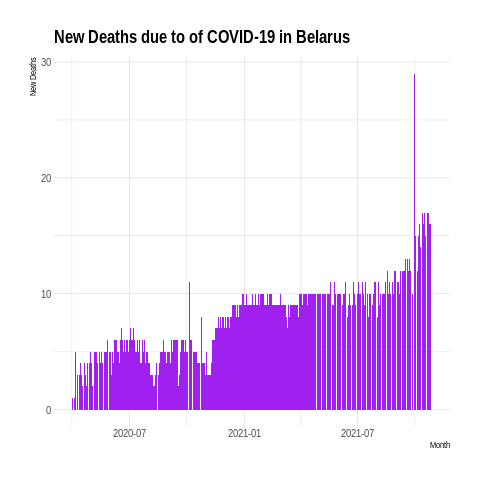 New Deaths due to of COVID-19 in Belarus
New Deaths
30
20
10
0
2020-07
2021-01
2021-07
Month